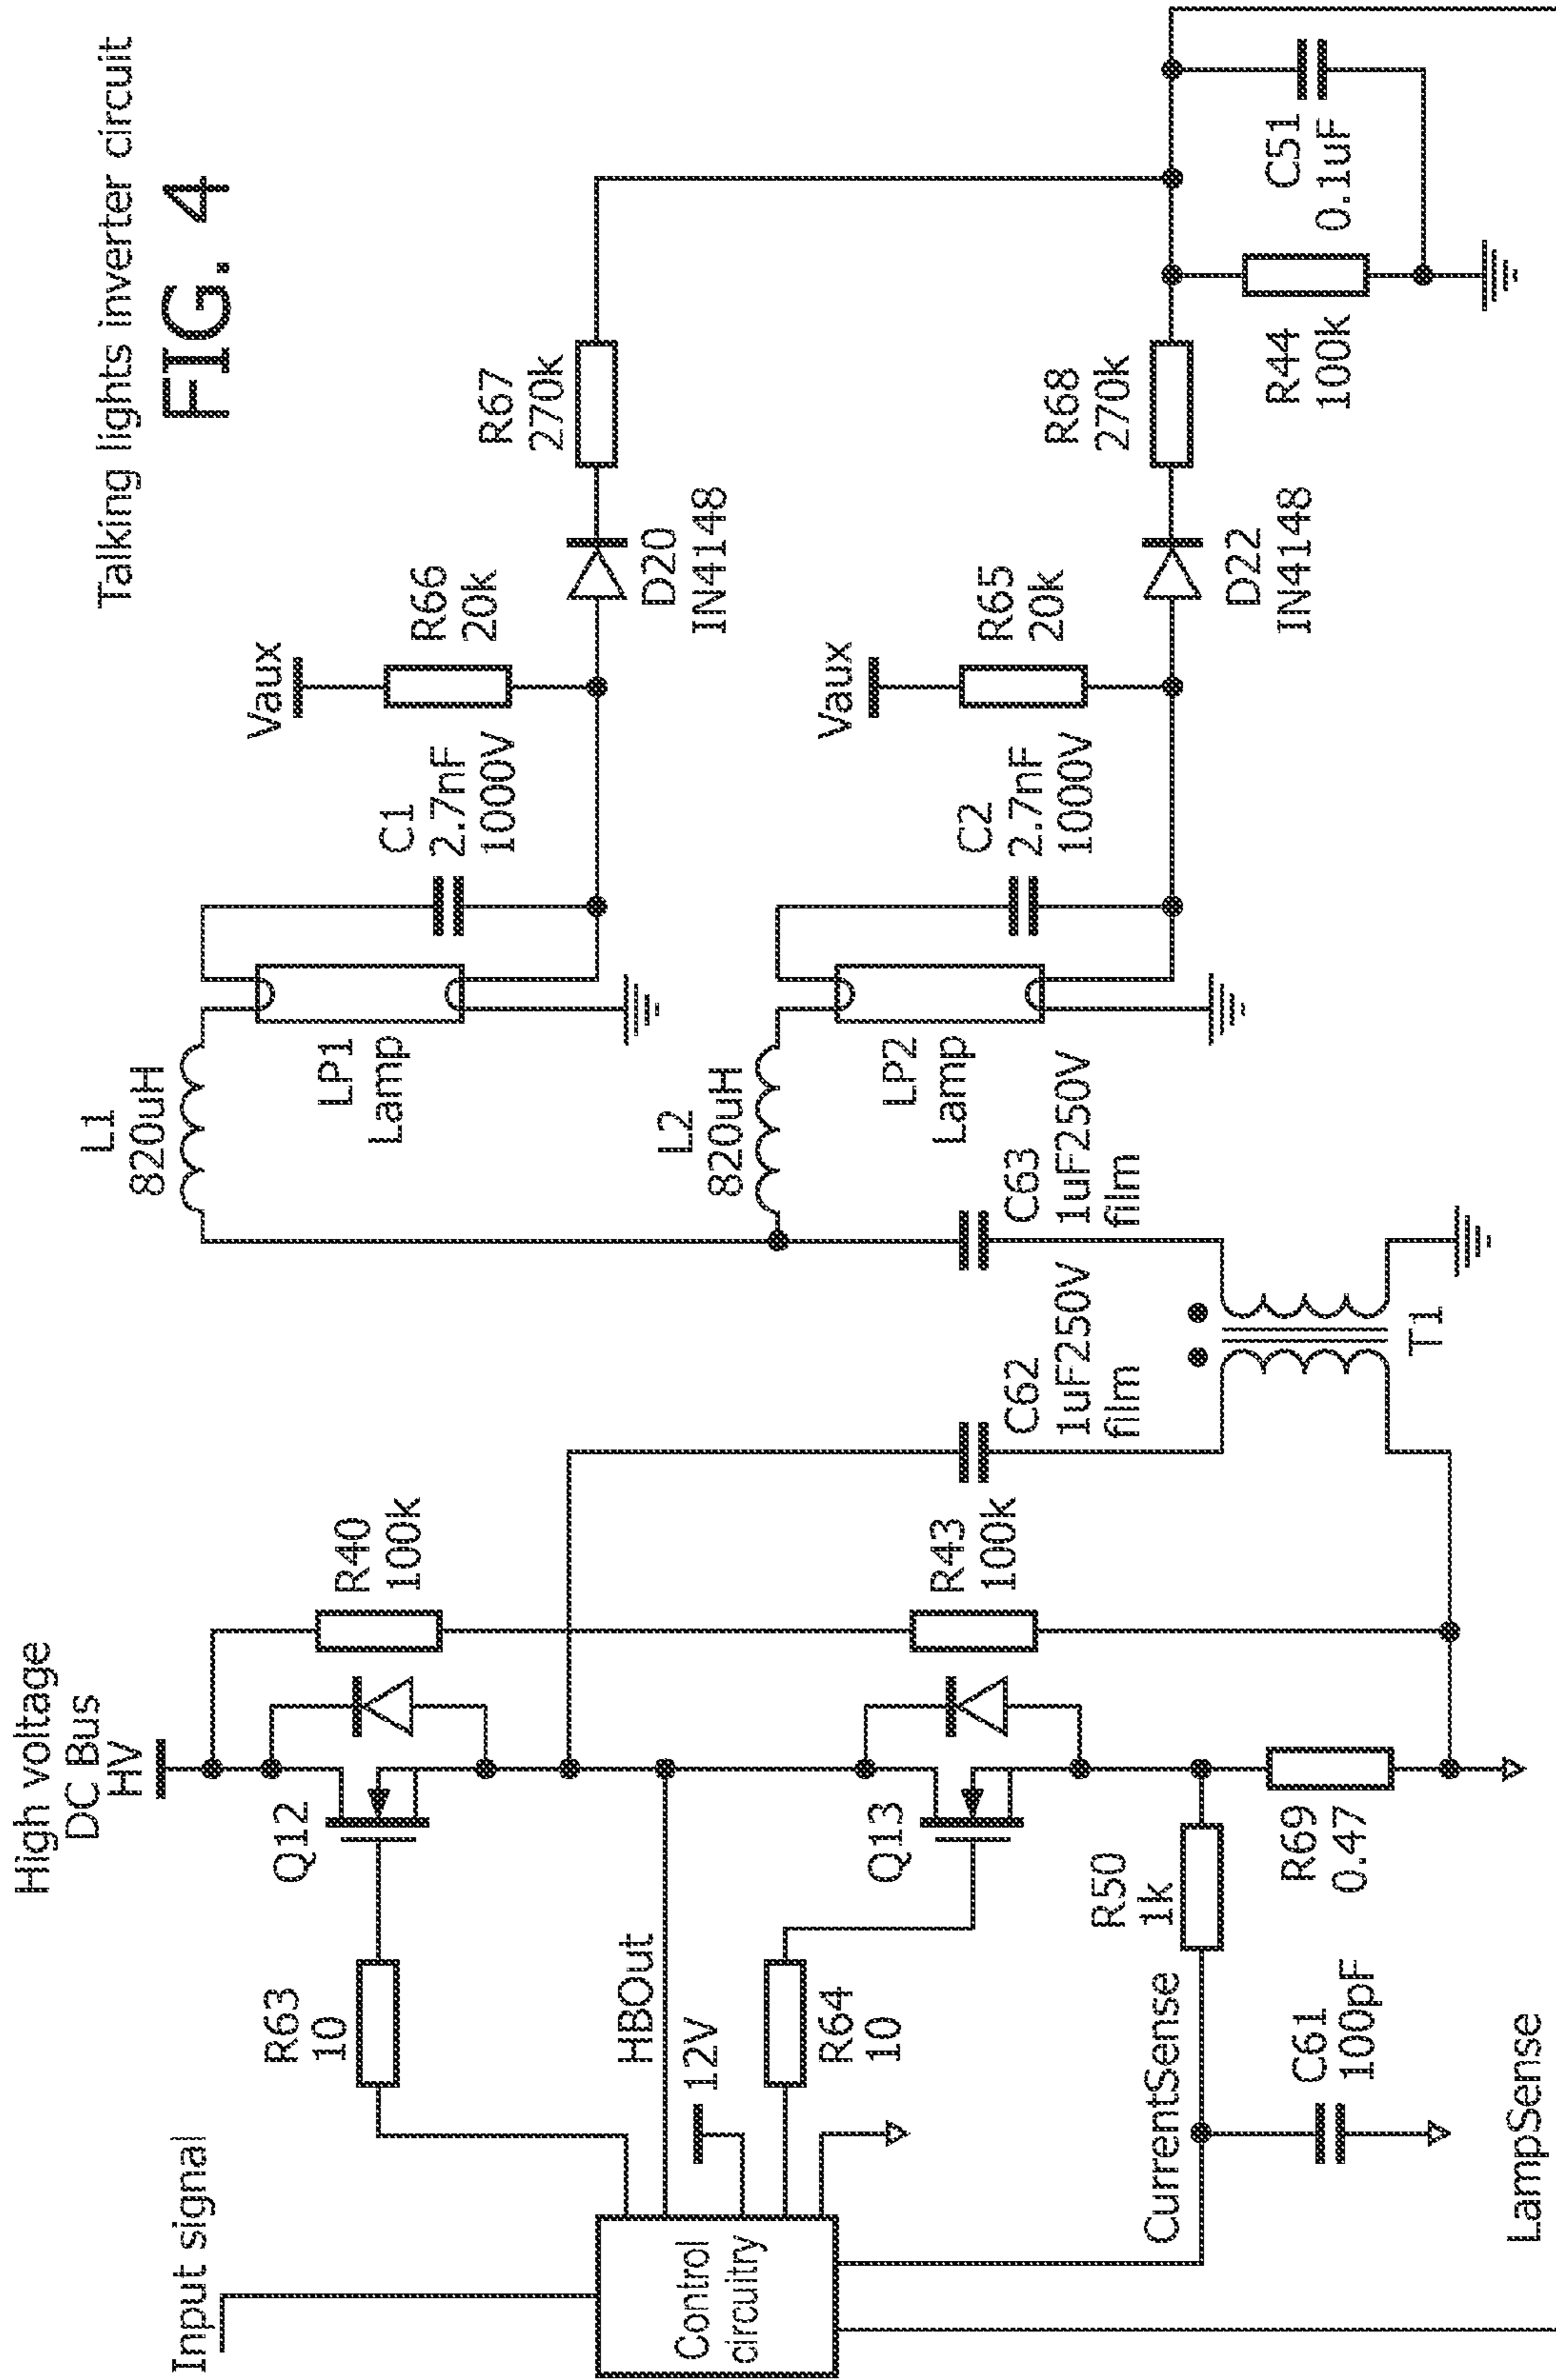 Talking lights inverter circuit
FIG. 4
High voltage
DC Bus
HV
Input signal
Control
circuitry
R63
10
HBOut
12V
R64
10
CurrentSense
C61
100pF
LampSense
Q12
Q13
R50
1k
R69
0.47
R40
100k
R43
100k
C62
1uF250V
film
C63
1uF250V
film
T1
L1
820uH
LP1
Lamp
L2
820uH
LP2
Lamp
C1
2.7nF
1000V
C2
2.7nF
1000V
Vaux
R66
20k
Vaux
R65
20k
D20
IN4148
D22
IN4148
R67
270k
R68
270k
R44
100k
C51
0.1uF